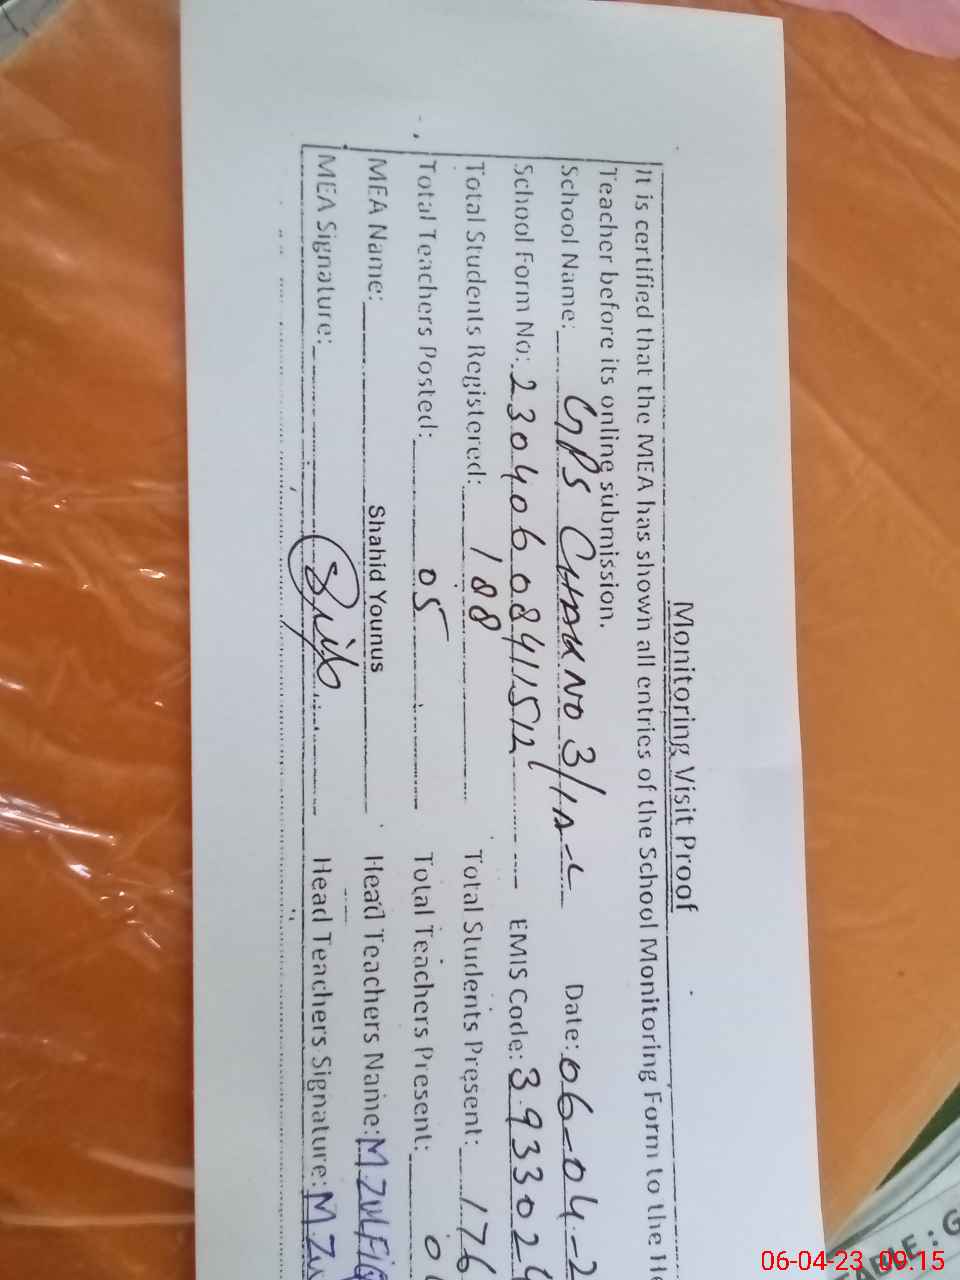 Monitoring Visit Proof
It is certified that the MEA has shown all entries of the School Monitoring Form to the He
Teacher before its online submission.
School Name: GPS CHAK NO 3/1A-L Date: 06-04-2
School Form No: 230406084115121 EMIS Code: 3933024
Total Students Registered: 188 Total Students Present: 176
Total Teachers Posted: 05 Total Teachers Present: 0
MEA Name: Shahid Younus Head Teachers Name: M.ZULFIQ
MEA Signature: Head Teachers Signature: M.Zu
06-04-23 09:15